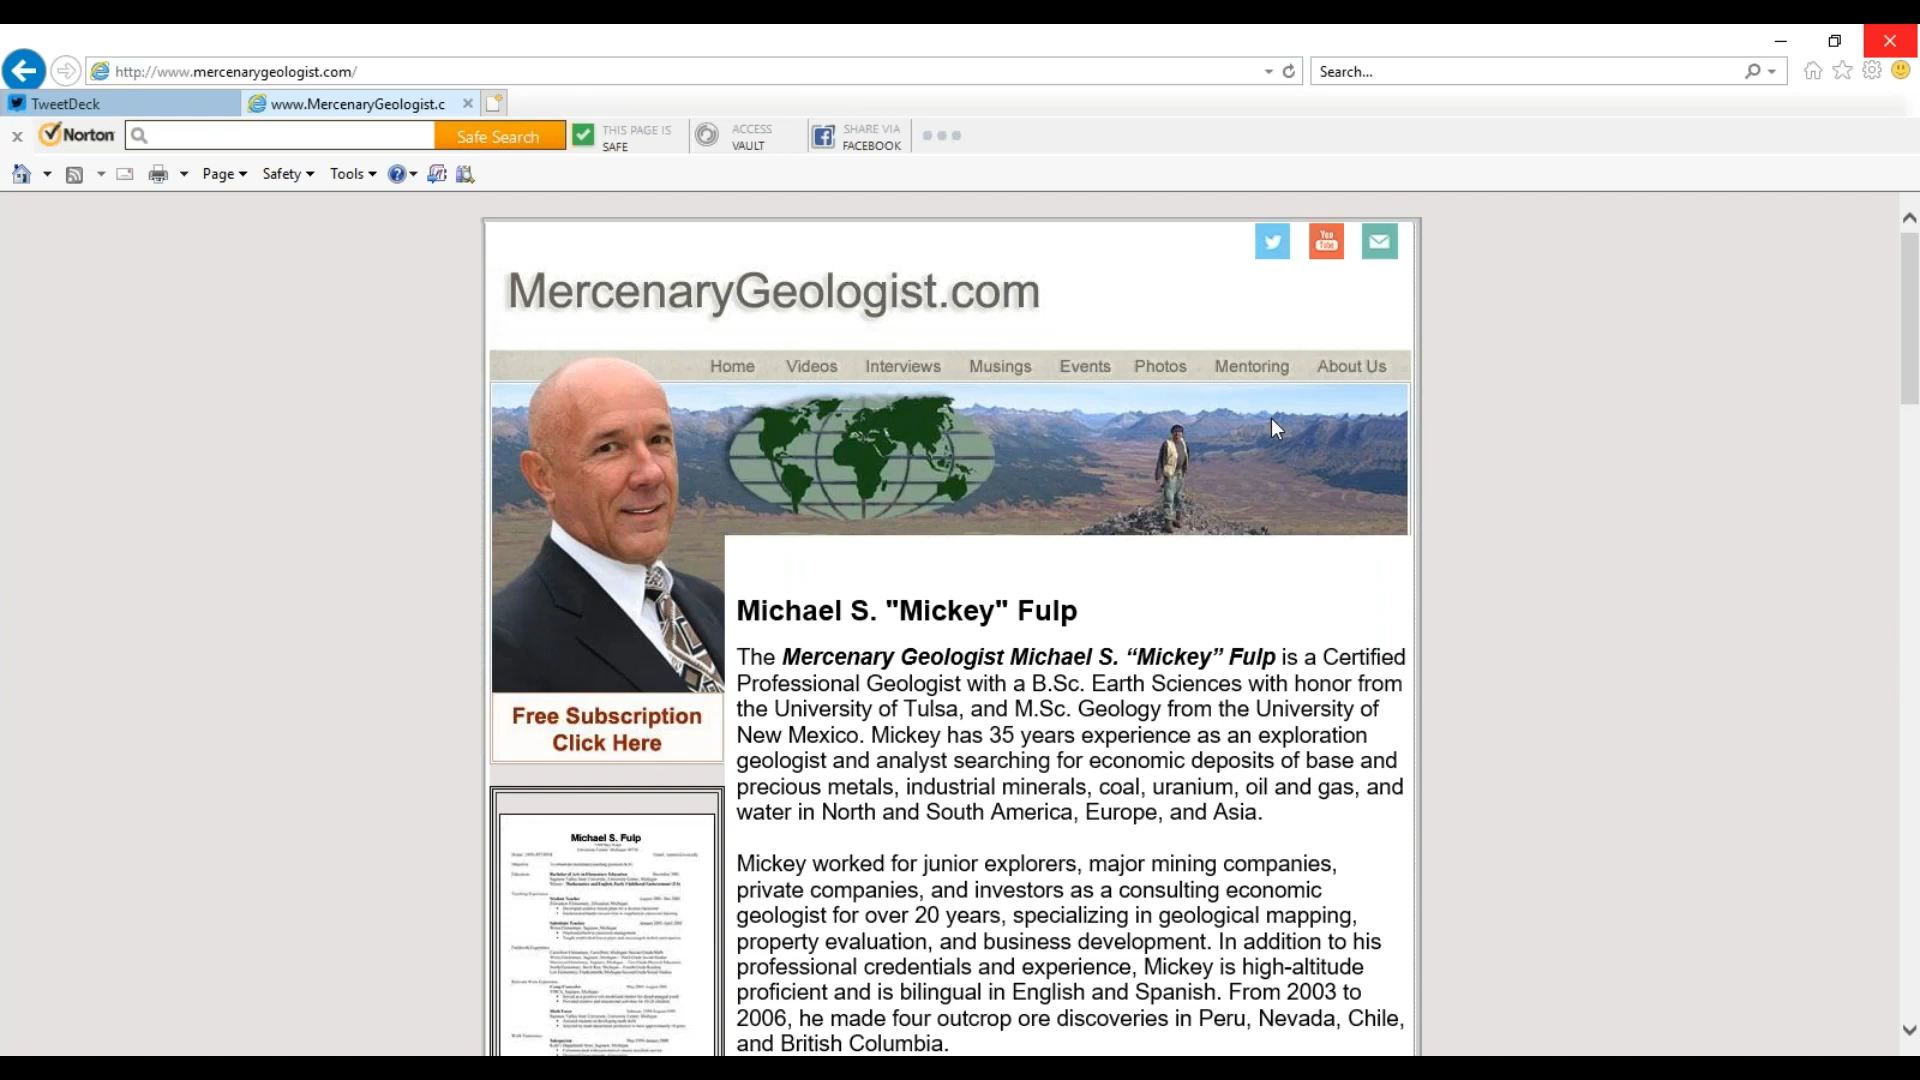 http://www.mercenarygeologist.com/
Search...
TweetDeck
www.MercenaryGeologist.c
Norton
Safe Search
THIS PAGE IS
SAFE
ACCESS
VAULT
SHARE VIA
FACEBOOK
Page
Safety
Tools
You
Tube
MercenaryGeologist.com
Home
Videos
Interviews
Musings
Events
Photos
Mentoring
About Us
Michael S. "Mickey" Fulp
The Mercenary Geologist Michael S. “Mickey” Fulp is a Certified
Professional Geologist with a B.Sc. Earth Sciences with honor from
the University of Tulsa, and M.Sc. Geology from the University of
New Mexico. Mickey has 35 years experience as an exploration
geologist and analyst searching for economic deposits of base and
precious metals, industrial minerals, coal, uranium, oil and gas, and
water in North and South America, Europe, and Asia.
Mickey worked for junior explorers, major mining companies,
private companies, and investors as a consulting economic
geologist for over 20 years, specializing in geological mapping,
property evaluation, and business development. In addition to his
professional credentials and experience, Mickey is high-altitude
proficient and is bilingual in English and Spanish. From 2003 to
2006, he made four outcrop ore discoveries in Peru, Nevada, Chile,
and British Columbia.
Free Subscription
Click Here
Michael S. Fulp